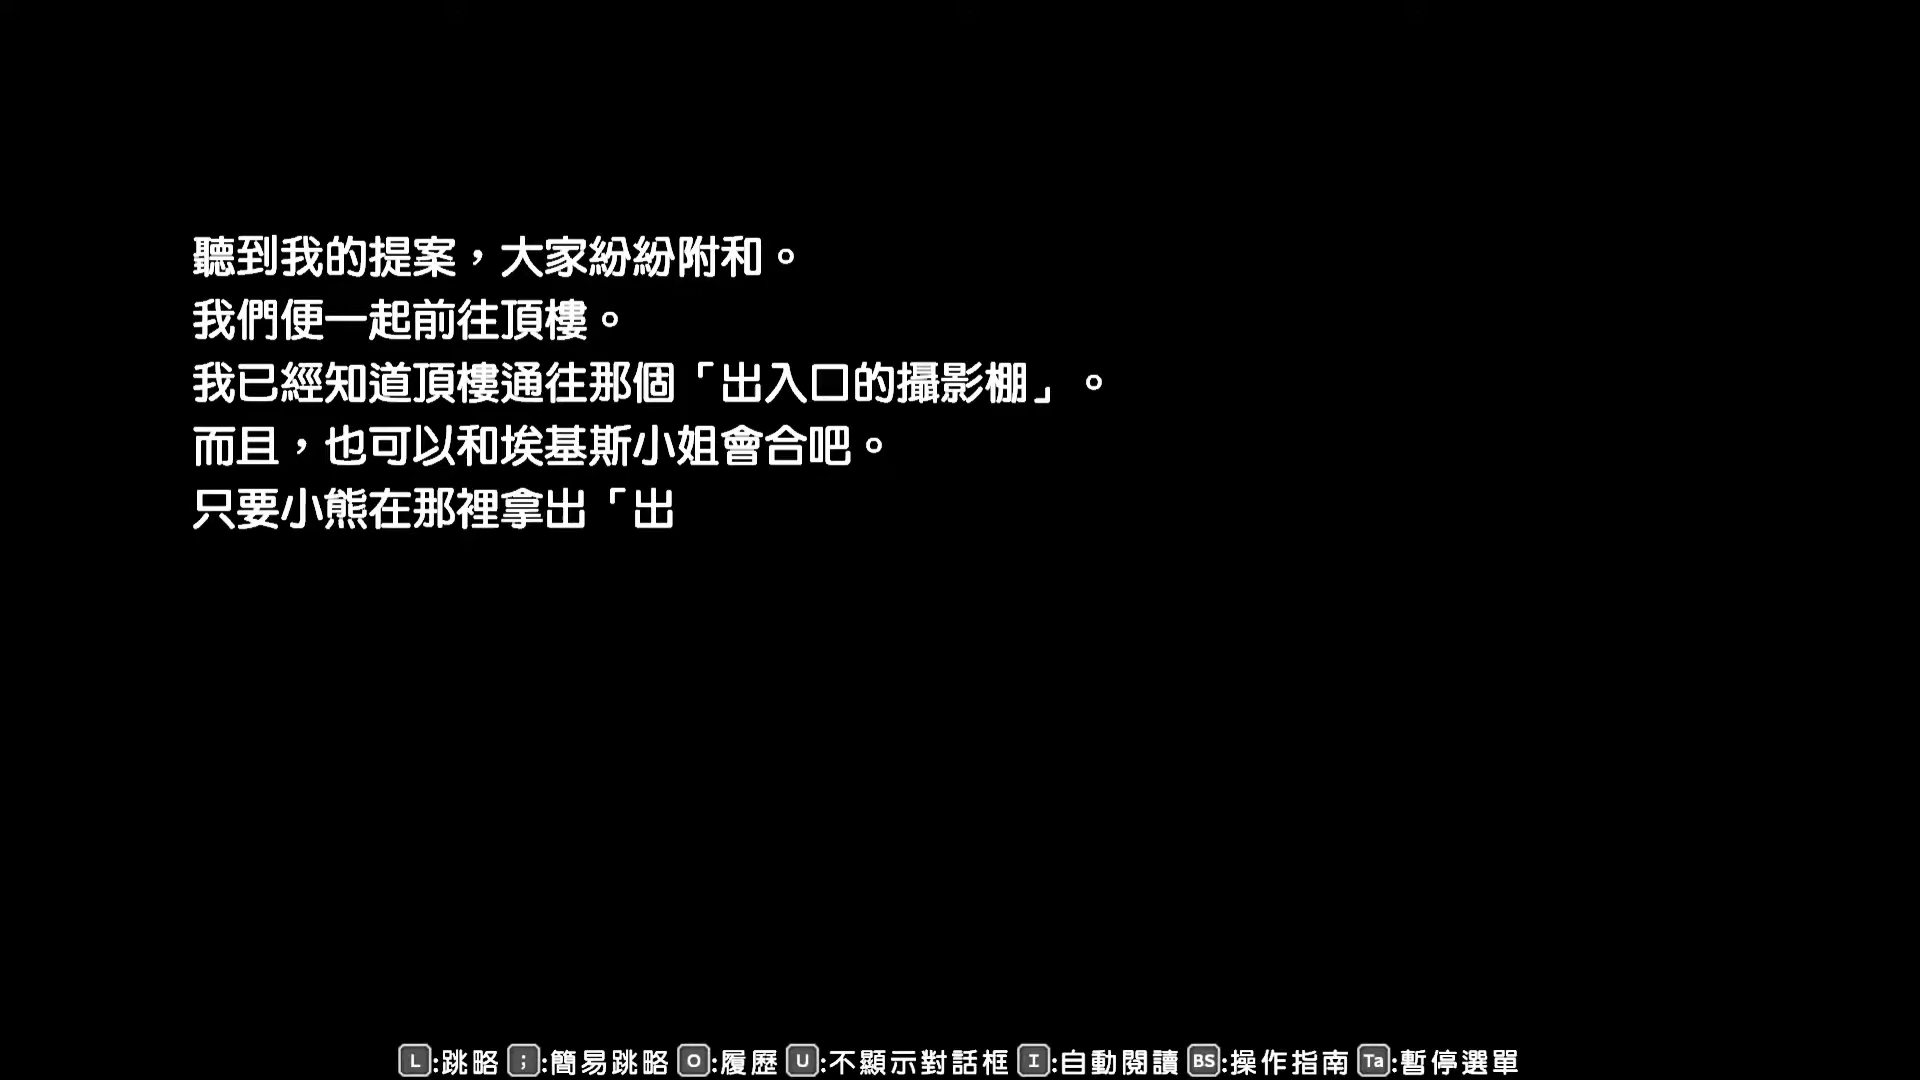 聽到我的提案，大家紛紛附和。
我們便一起前往頂樓。
我已經知道頂樓通往那個「出入口的攝影棚」。
而且，也可以和埃基斯小姐會合吧。
只要小熊在那裡拿出「出
L:跳略 ;:簡易跳略 O:履歷 U:不顯示對話框 I:自動閱讀 BS:操作指南 Ta:暫停選單